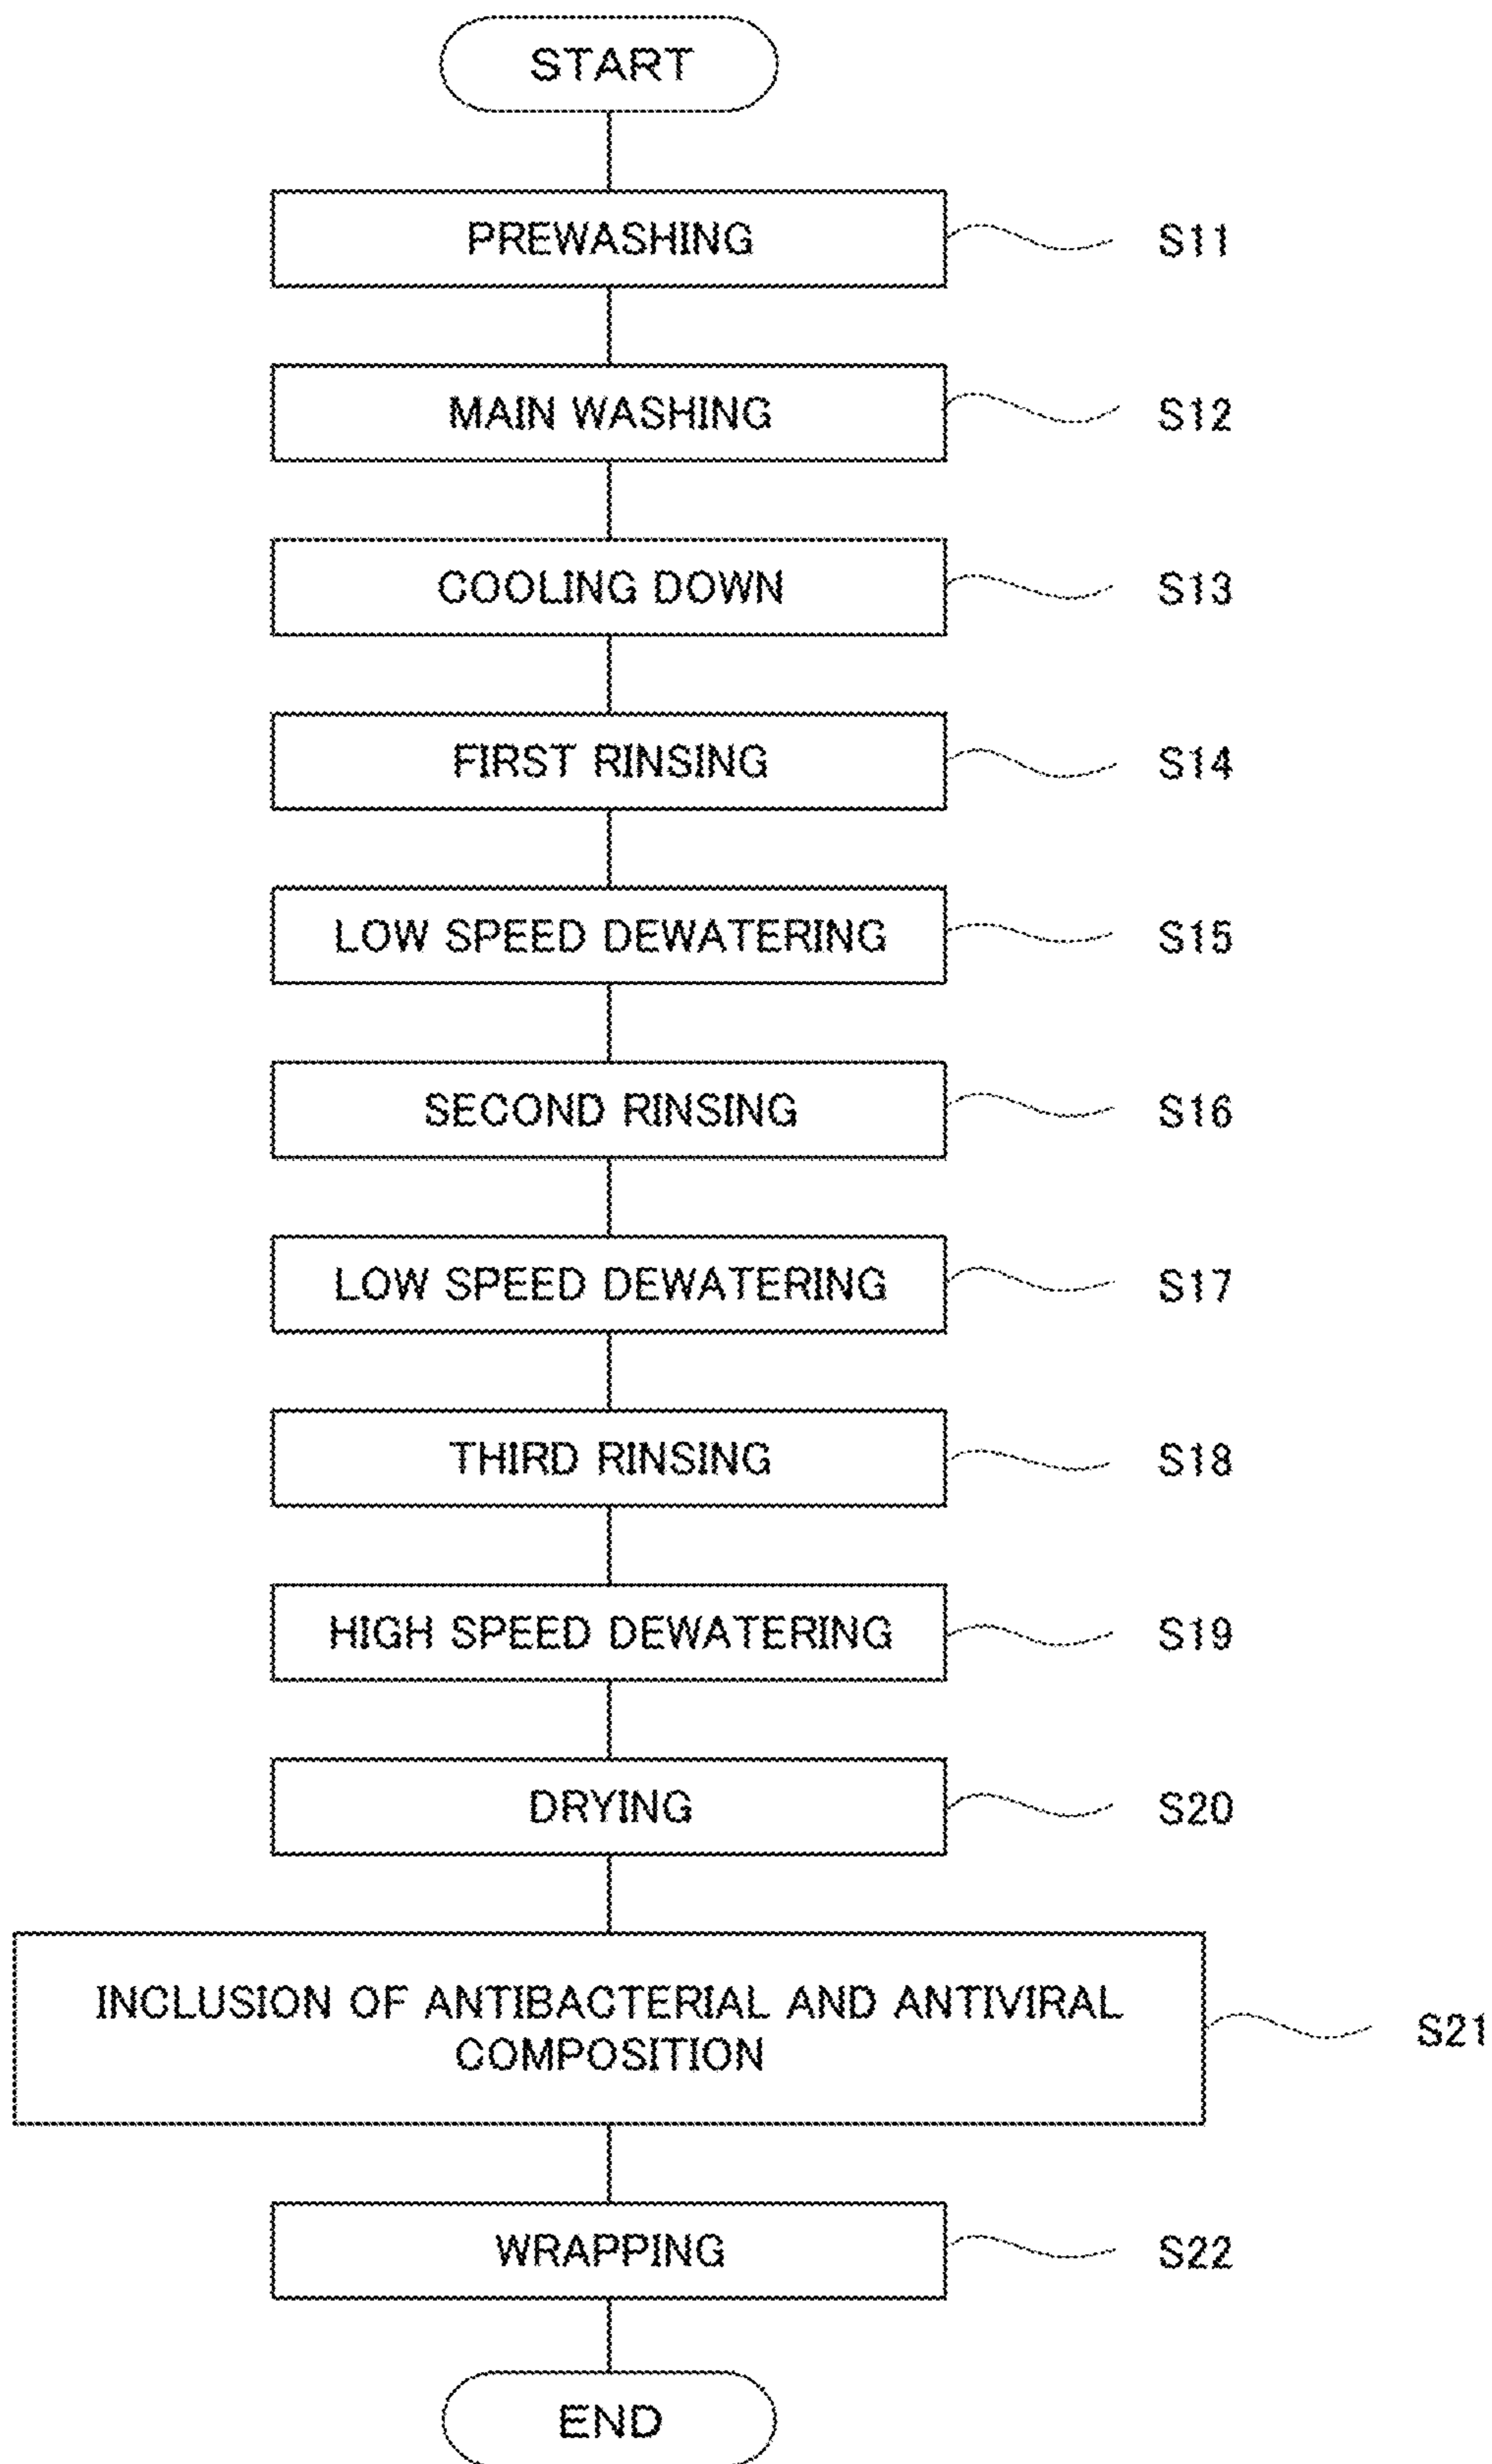 START
PREWASHING
S11
MAIN WASHING
S12
COOLING DOWN
S13
FIRST RINSING
S14
LOW SPEED DEWATERING
S15
SECOND RINSING
S16
LOW SPEED DEWATERING
S17
THIRD RINSING
S18
HIGH SPEED DEWATERING
S19
DRYING
S20
INCLUSION OF ANTIBACTERIAL AND ANTIVIRAL
COMPOSITION
S21
WRAPPING
S22
END